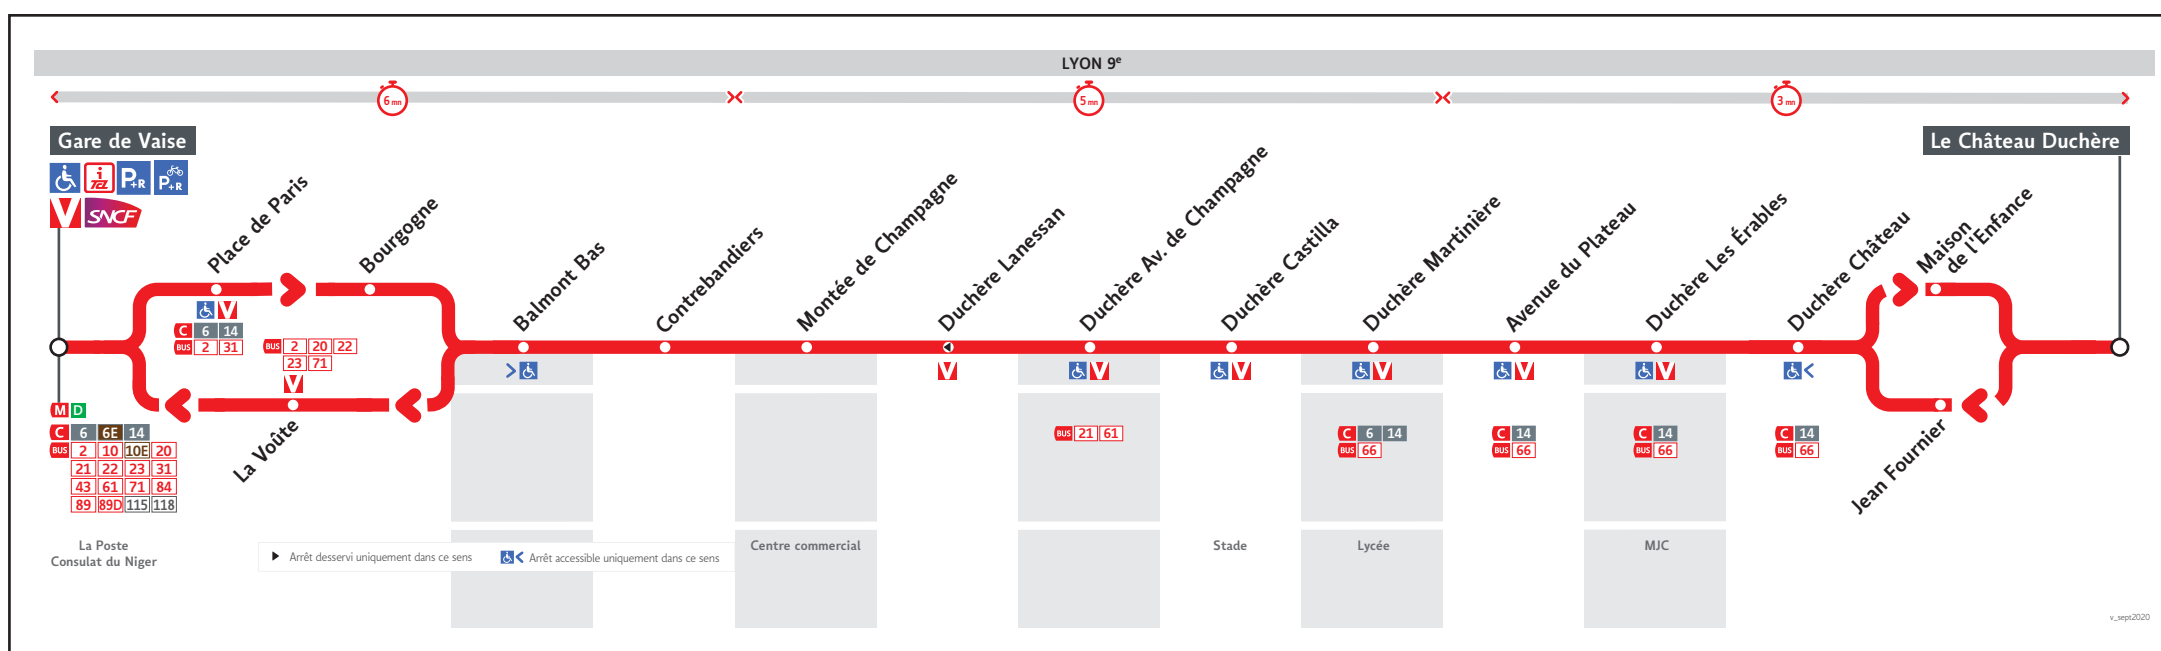 LYON 9e
6 mn
5 mn
3 mn
Gare de Vaise
Le Château Duchère
i TCL
P+R
P+R
V
SNCF
Place de Paris
Bourgogne
Balmont Bas
Contrebandiers
Montée de Champagne
Duchère Lanessan
Duchère Av. de Champagne
Duchère Castilla
Duchère Martinière
Avenue du Plateau
Duchère Les Érables
Duchère Château
Maison
de l'Enfance
V
C 6 14
BUS 2 31
BUS 2 20 22
23 71
V
La Voûte
V
V
V
V
V
V
Jean Fournier
M D
C 6 6E 14
BUS 2 10 10E 20
21 22 23 31
43 61 71 84
89 89D 115 118
BUS 21 61
C 6 14
BUS 66
C 14
BUS 66
C 14
BUS 66
C 14
BUS 66
La Poste
Consulat du Niger
Arrêt desservi uniquement dans ce sens
Arrêt accessible uniquement dans ce sens
Centre commercial
Stade
Lycée
MJC
v_sept2020